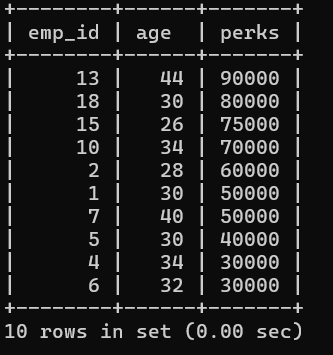 +--------+------+-------+
| emp_id | age  | perks |
+--------+------+-------+
|     13 |   44 | 90000 |
|     18 |   30 | 80000 |
|     15 |   26 | 75000 |
|     10 |   34 | 70000 |
|      2 |   28 | 60000 |
|      1 |   30 | 50000 |
|      7 |   40 | 50000 |
|      5 |   30 | 40000 |
|      4 |   34 | 30000 |
|      6 |   32 | 30000 |
+--------+------+-------+
10 rows in set (0.00 sec)